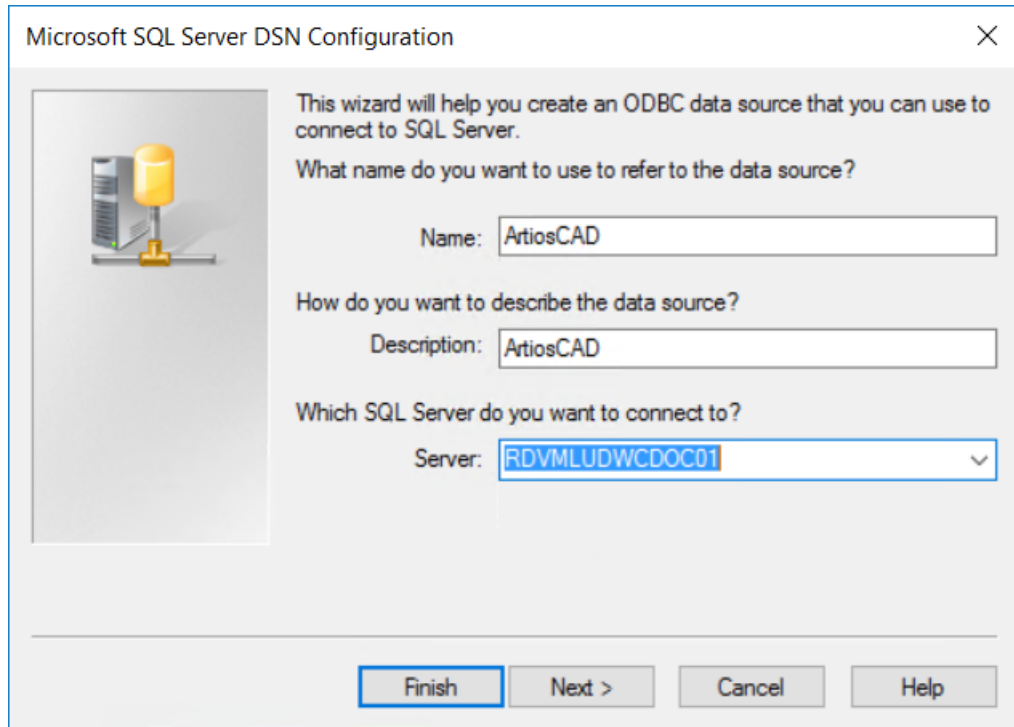 Microsoft SQL Server DSN Configuration
This wizard will help you create an ODBC data source that you can use to
connect to SQL Server.
What name do you want to use to refer to the data source?
Name: ArtiosCAD
How do you want to describe the data source?
Description: ArtiosCAD
Which SQL Server do you want to connect to?
Server: RDVMLUDWCDOC01
Finish Next > Cancel Help